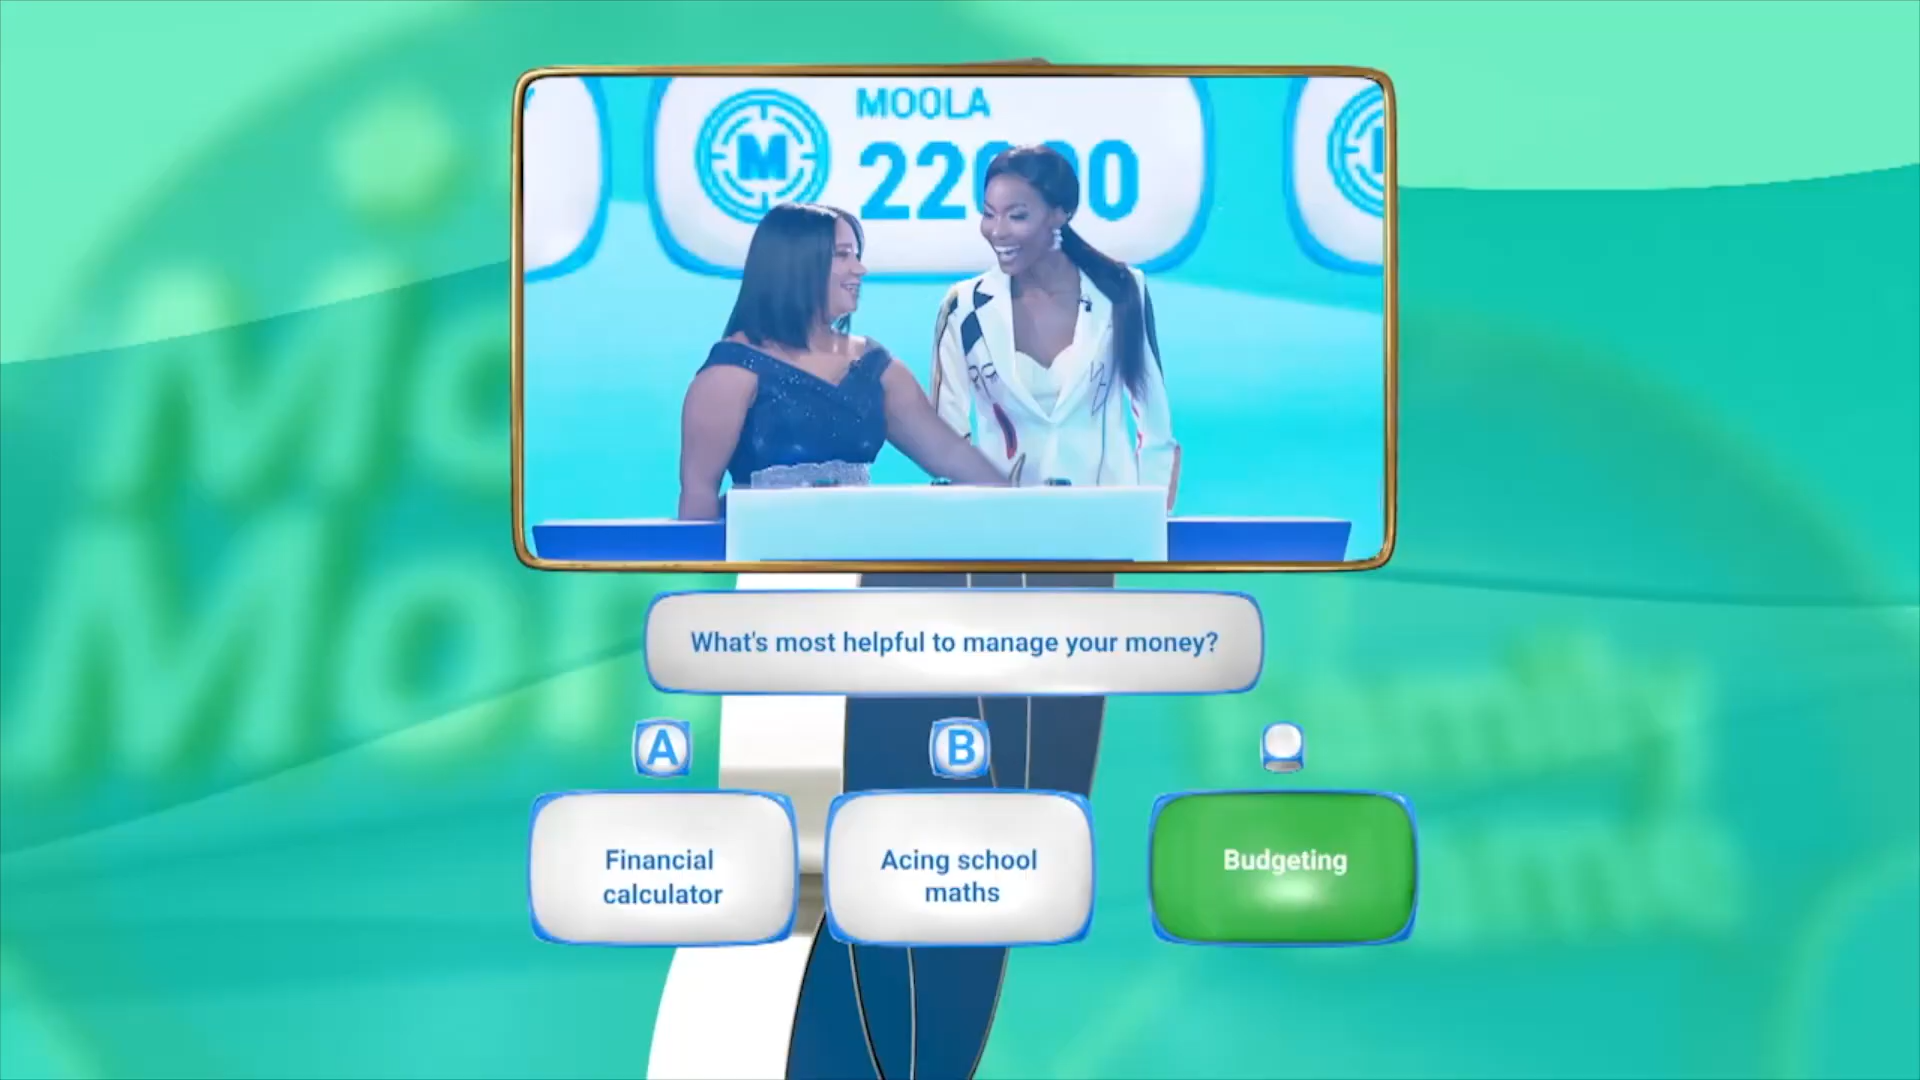 MOOLA
M
What's most helpful to manage your money?
A
B
Financial
calculator
Acing school
maths
Budgeting